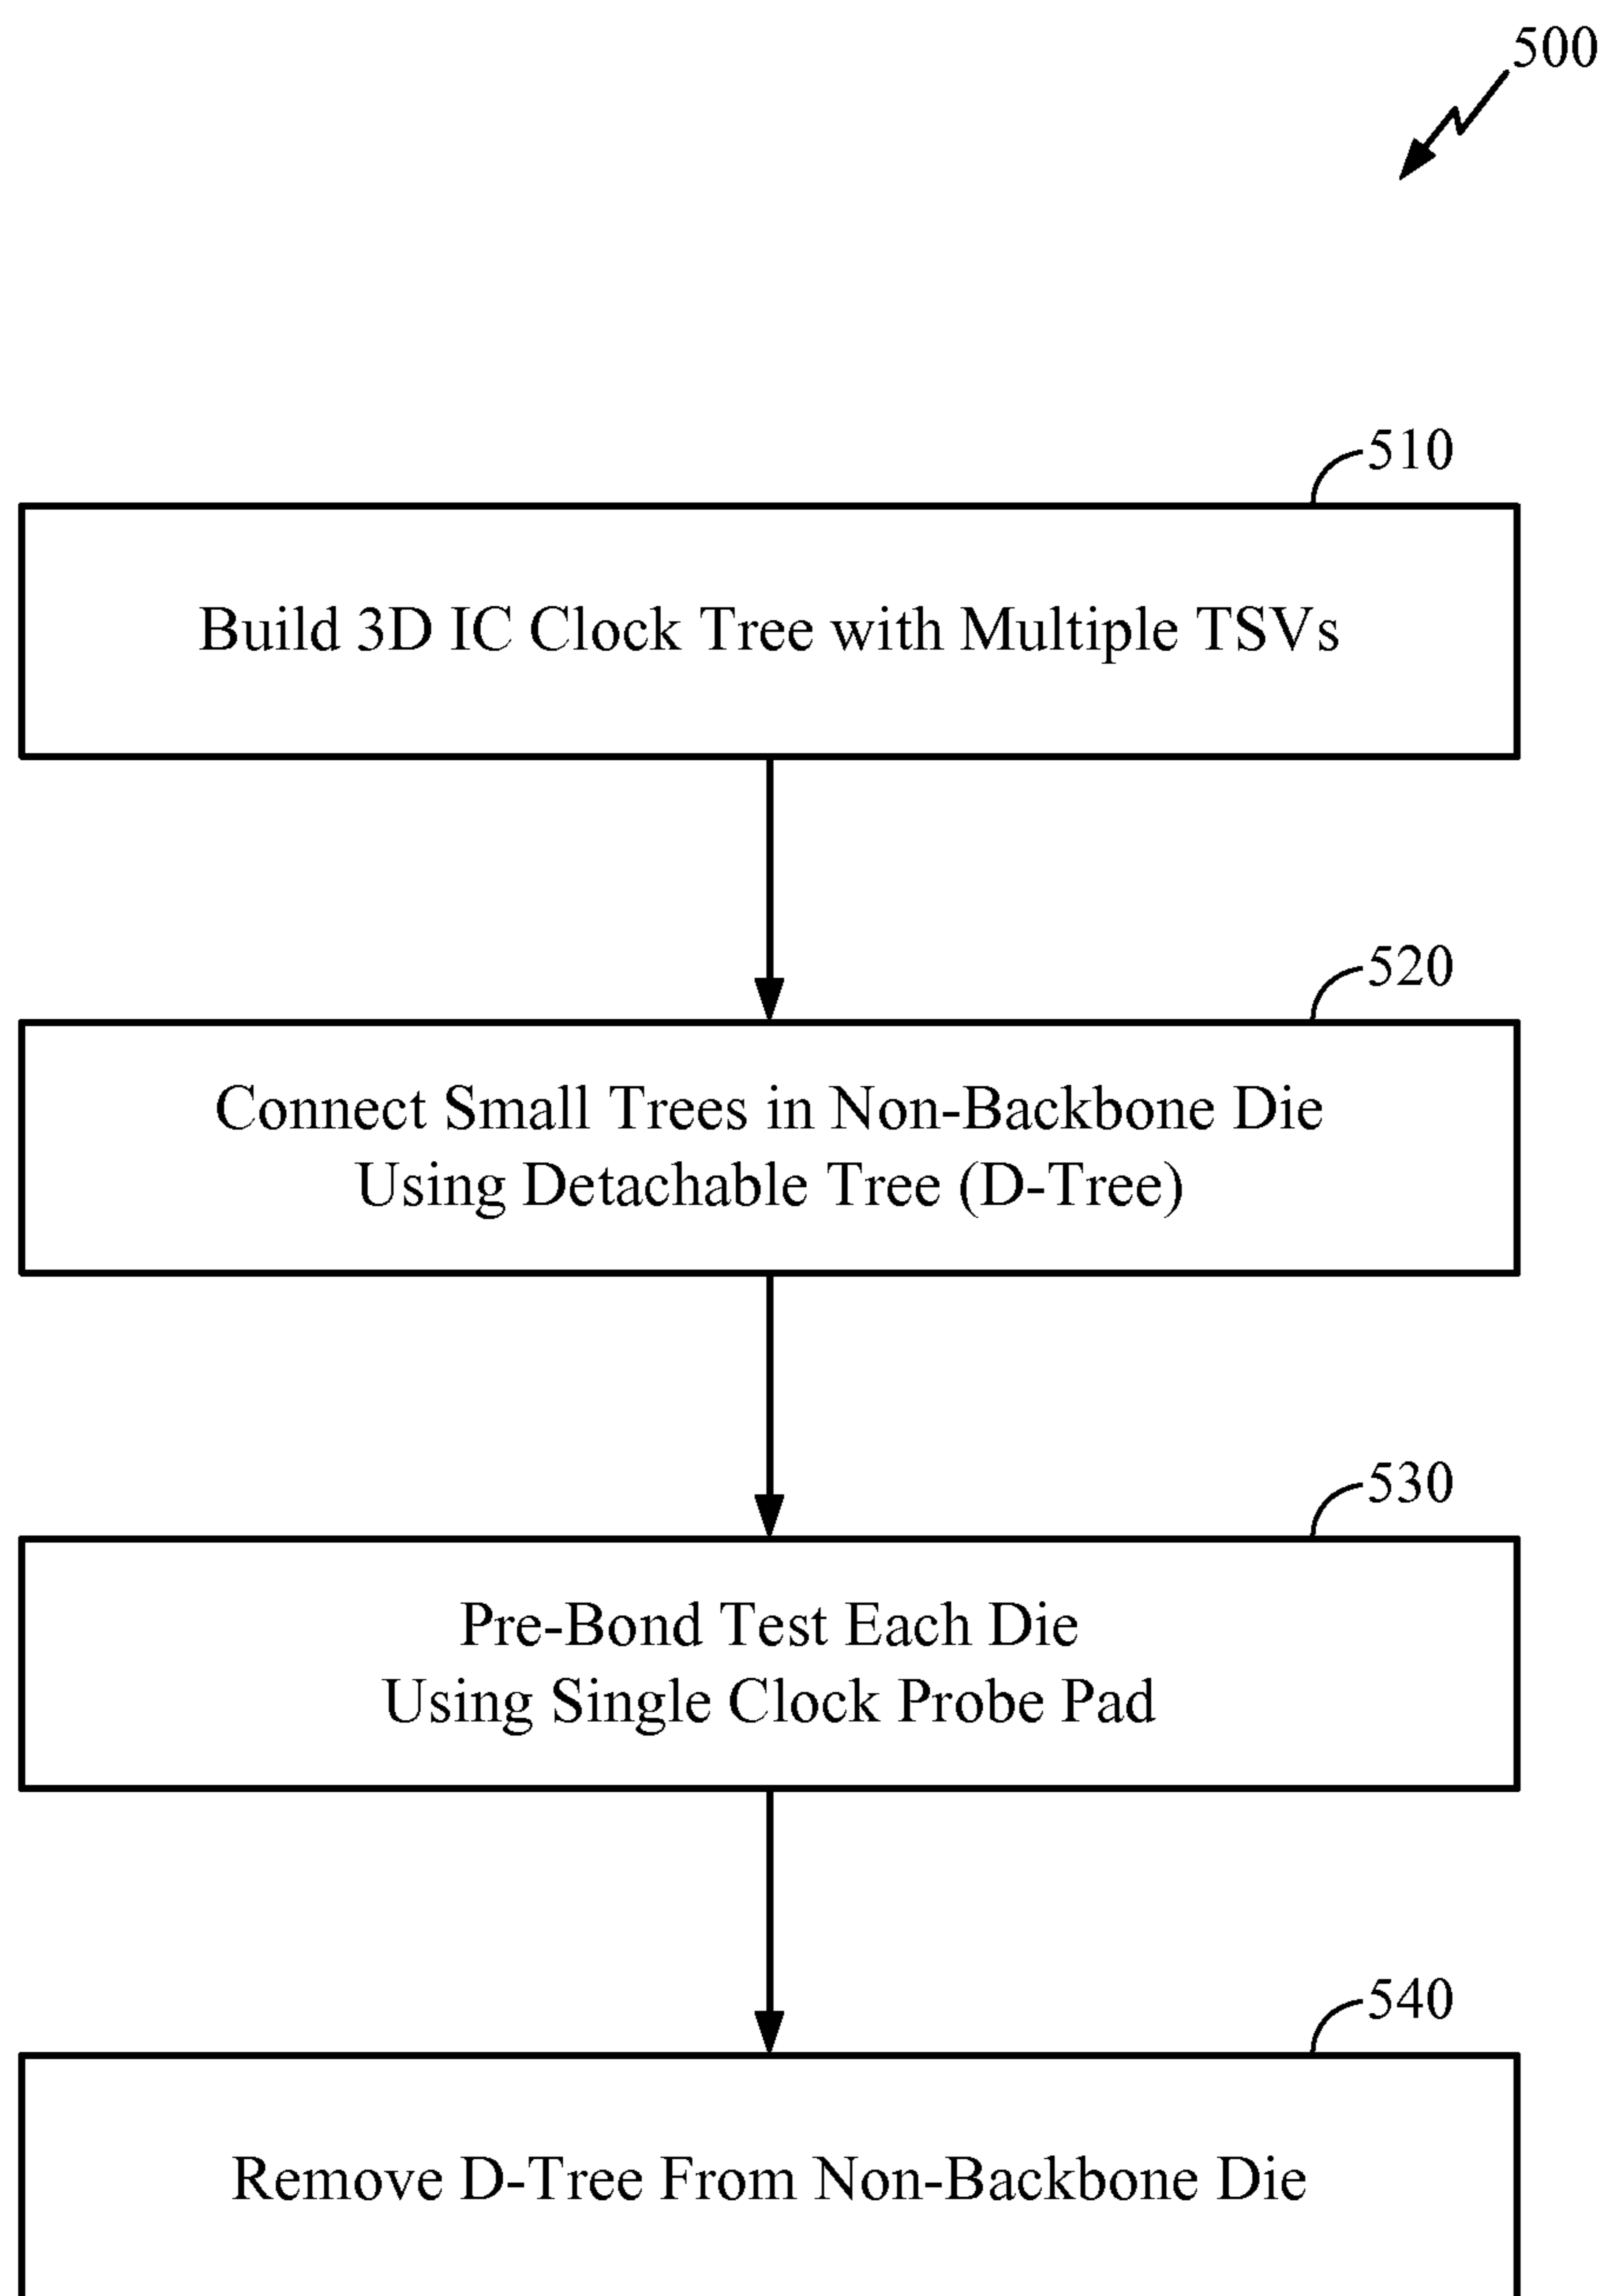 500
510
Build 3D IC Clock Tree with Multiple TSVs
520
Connect Small Trees in Non-Backbone Die
Using Detachable Tree (D-Tree)
530
Pre-Bond Test Each Die
Using Single Clock Probe Pad
540
Remove D-Tree From Non-Backbone Die